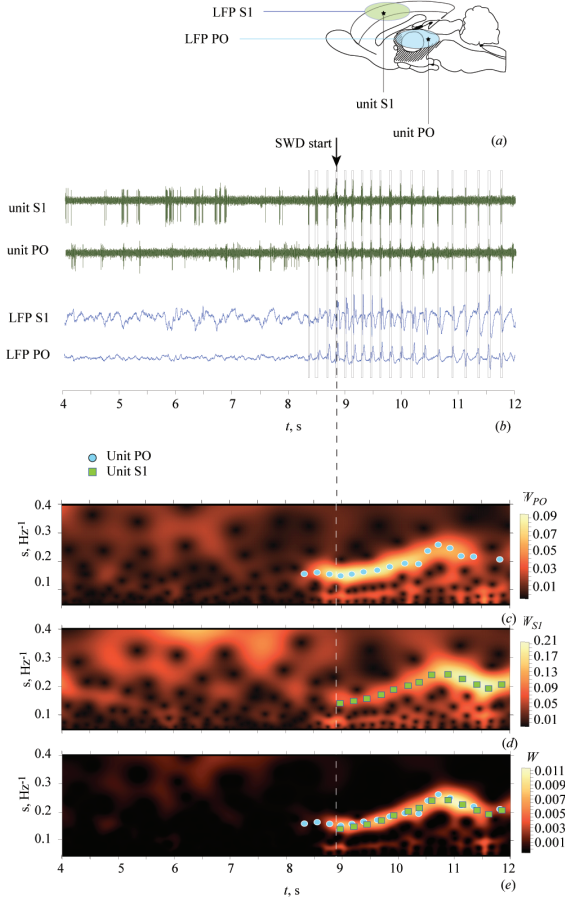 LFP S1
LFP PO
unit S1
unit PO
(a)
SWD start
unit S1
unit PO
LFP S1
LFP PO
4 5 6 7 8 9 10 11 12
t, s
(b)
Unit PO
Unit S1
0.4
0.3
0.2
0.1
s, Hz-1
W_PO
0.09
0.07
0.05
0.03
0.01
(c)
0.4
0.3
0.2
0.1
s, Hz-1
W_S1
0.21
0.17
0.13
0.09
0.05
0.01
(d)
0.4
0.3
0.2
0.1
s, Hz-1
W
0.011
0.009
0.007
0.005
0.003
0.001
4 5 6 7 8 9 10 11 12
t, s
(e)